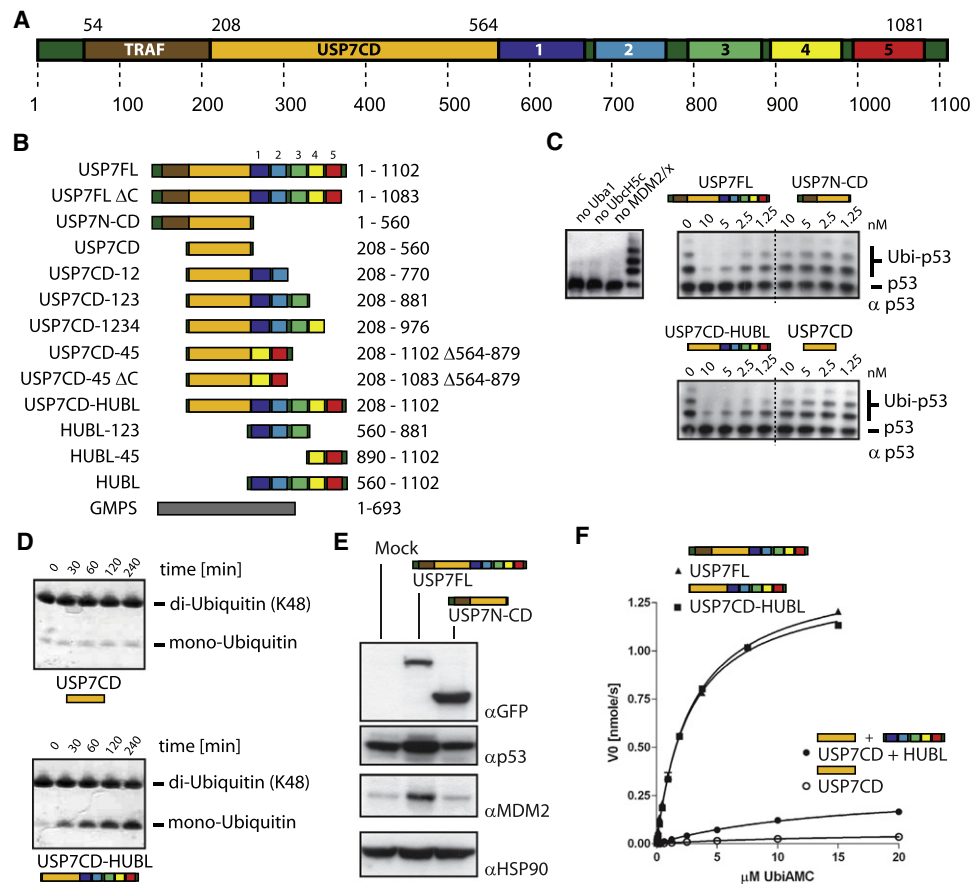 A
54 208 564 1081
TRAF USP7CD 1 2 3 4 5
1 100 200 300 400 500 600 700 800 900 1000 1100
B
1 2 3 4 5
USP7FL 1 - 1102
USP7FL ΔC 1 - 1083
USP7N-CD 1 - 560
USP7CD 208 - 560
USP7CD-12 208 - 770
USP7CD-123 208 - 881
USP7CD-1234 208 - 976
USP7CD-45 208 - 1102 Δ564-879
USP7CD-45 ΔC 208 - 1083 Δ564-879
USP7CD-HUBL 208 - 1102
HUBL-123 560 - 881
HUBL-45 890 - 1102
HUBL 560 - 1102
GMPS 1-693
C
no Uba1
no UbcH5c
no MDM2/x
USP7FL USP7N-CD
0 10 5 2.5 1.25 10 5 2.5 1.25 nM
Ubi-p53
p53
α p53
USP7CD-HUBL USP7CD
0 10 5 2.5 1.25 10 5 2.5 1.25 nM
Ubi-p53
p53
α p53
D
0 30 60 120 240 time [min]
di-Ubiquitin (K48)
mono-Ubiquitin
USP7CD
0 30 60 120 240 time [min]
di-Ubiquitin (K48)
mono-Ubiquitin
USP7CD-HUBL
E
Mock
USP7FL
USP7N-CD
αGFP
αp53
αMDM2
αHSP90
F
USP7FL
USP7CD-HUBL
1.25
1.00
0.75
0.50
0.25
0.00
V0 [nmole/s]
+
USP7CD + HUBL
USP7CD
0 5 10 15 20
μM UbiAMC